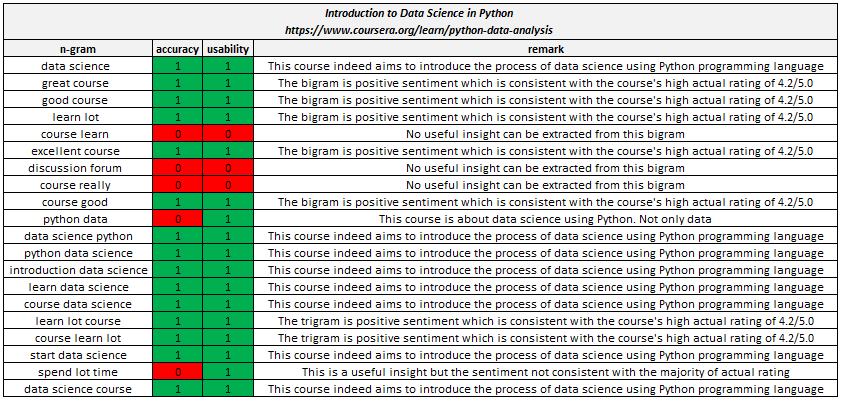 Introduction to Data Science in Python
https://www.coursera.org/learn/python-data-analysis
n-gram accuracy usability remark
data science 1 1 This course indeed aims to introduce the process of data science using Python programming language
great course 1 1 The bigram is positive sentiment which is consistent with the course's high actual rating of 4.2/5.0
good course 1 1 The bigram is positive sentiment which is consistent with the course's high actual rating of 4.2/5.0
learn lot 1 1 The bigram is positive sentiment which is consistent with the course's high actual rating of 4.2/5.0
course learn 0 0 No useful insight can be extracted from this bigram
excellent course 1 1 The bigram is positive sentiment which is consistent with the course's high actual rating of 4.2/5.0
discussion forum 0 0 No useful insight can be extracted from this bigram
course really 0 0 No useful insight can be extracted from this bigram
course good 1 1 The bigram is positive sentiment which is consistent with the course's high actual rating of 4.2/5.0
python data 0 1 This course is about data science using Python. Not only data
data science python 1 1 This course indeed aims to introduce the process of data science using Python programming language
python data science 1 1 This course indeed aims to introduce the process of data science using Python programming language
introduction data science 1 1 This course indeed aims to introduce the process of data science using Python programming language
learn data science 1 1 This course indeed aims to introduce the process of data science using Python programming language
course data science 1 1 This course indeed aims to introduce the process of data science using Python programming language
learn lot course 1 1 The trigram is positive sentiment which is consistent with the course's high actual rating of 4.2/5.0
course learn lot 1 1 The trigram is positive sentiment which is consistent with the course's high actual rating of 4.2/5.0
start data science 1 1 This course indeed aims to introduce the process of data science using Python programming language
spend lot time 0 1 This is a useful insight but the sentiment not consistent with the majority of actual rating
data science course 1 1 This course indeed aims to introduce the process of data science using Python programming language